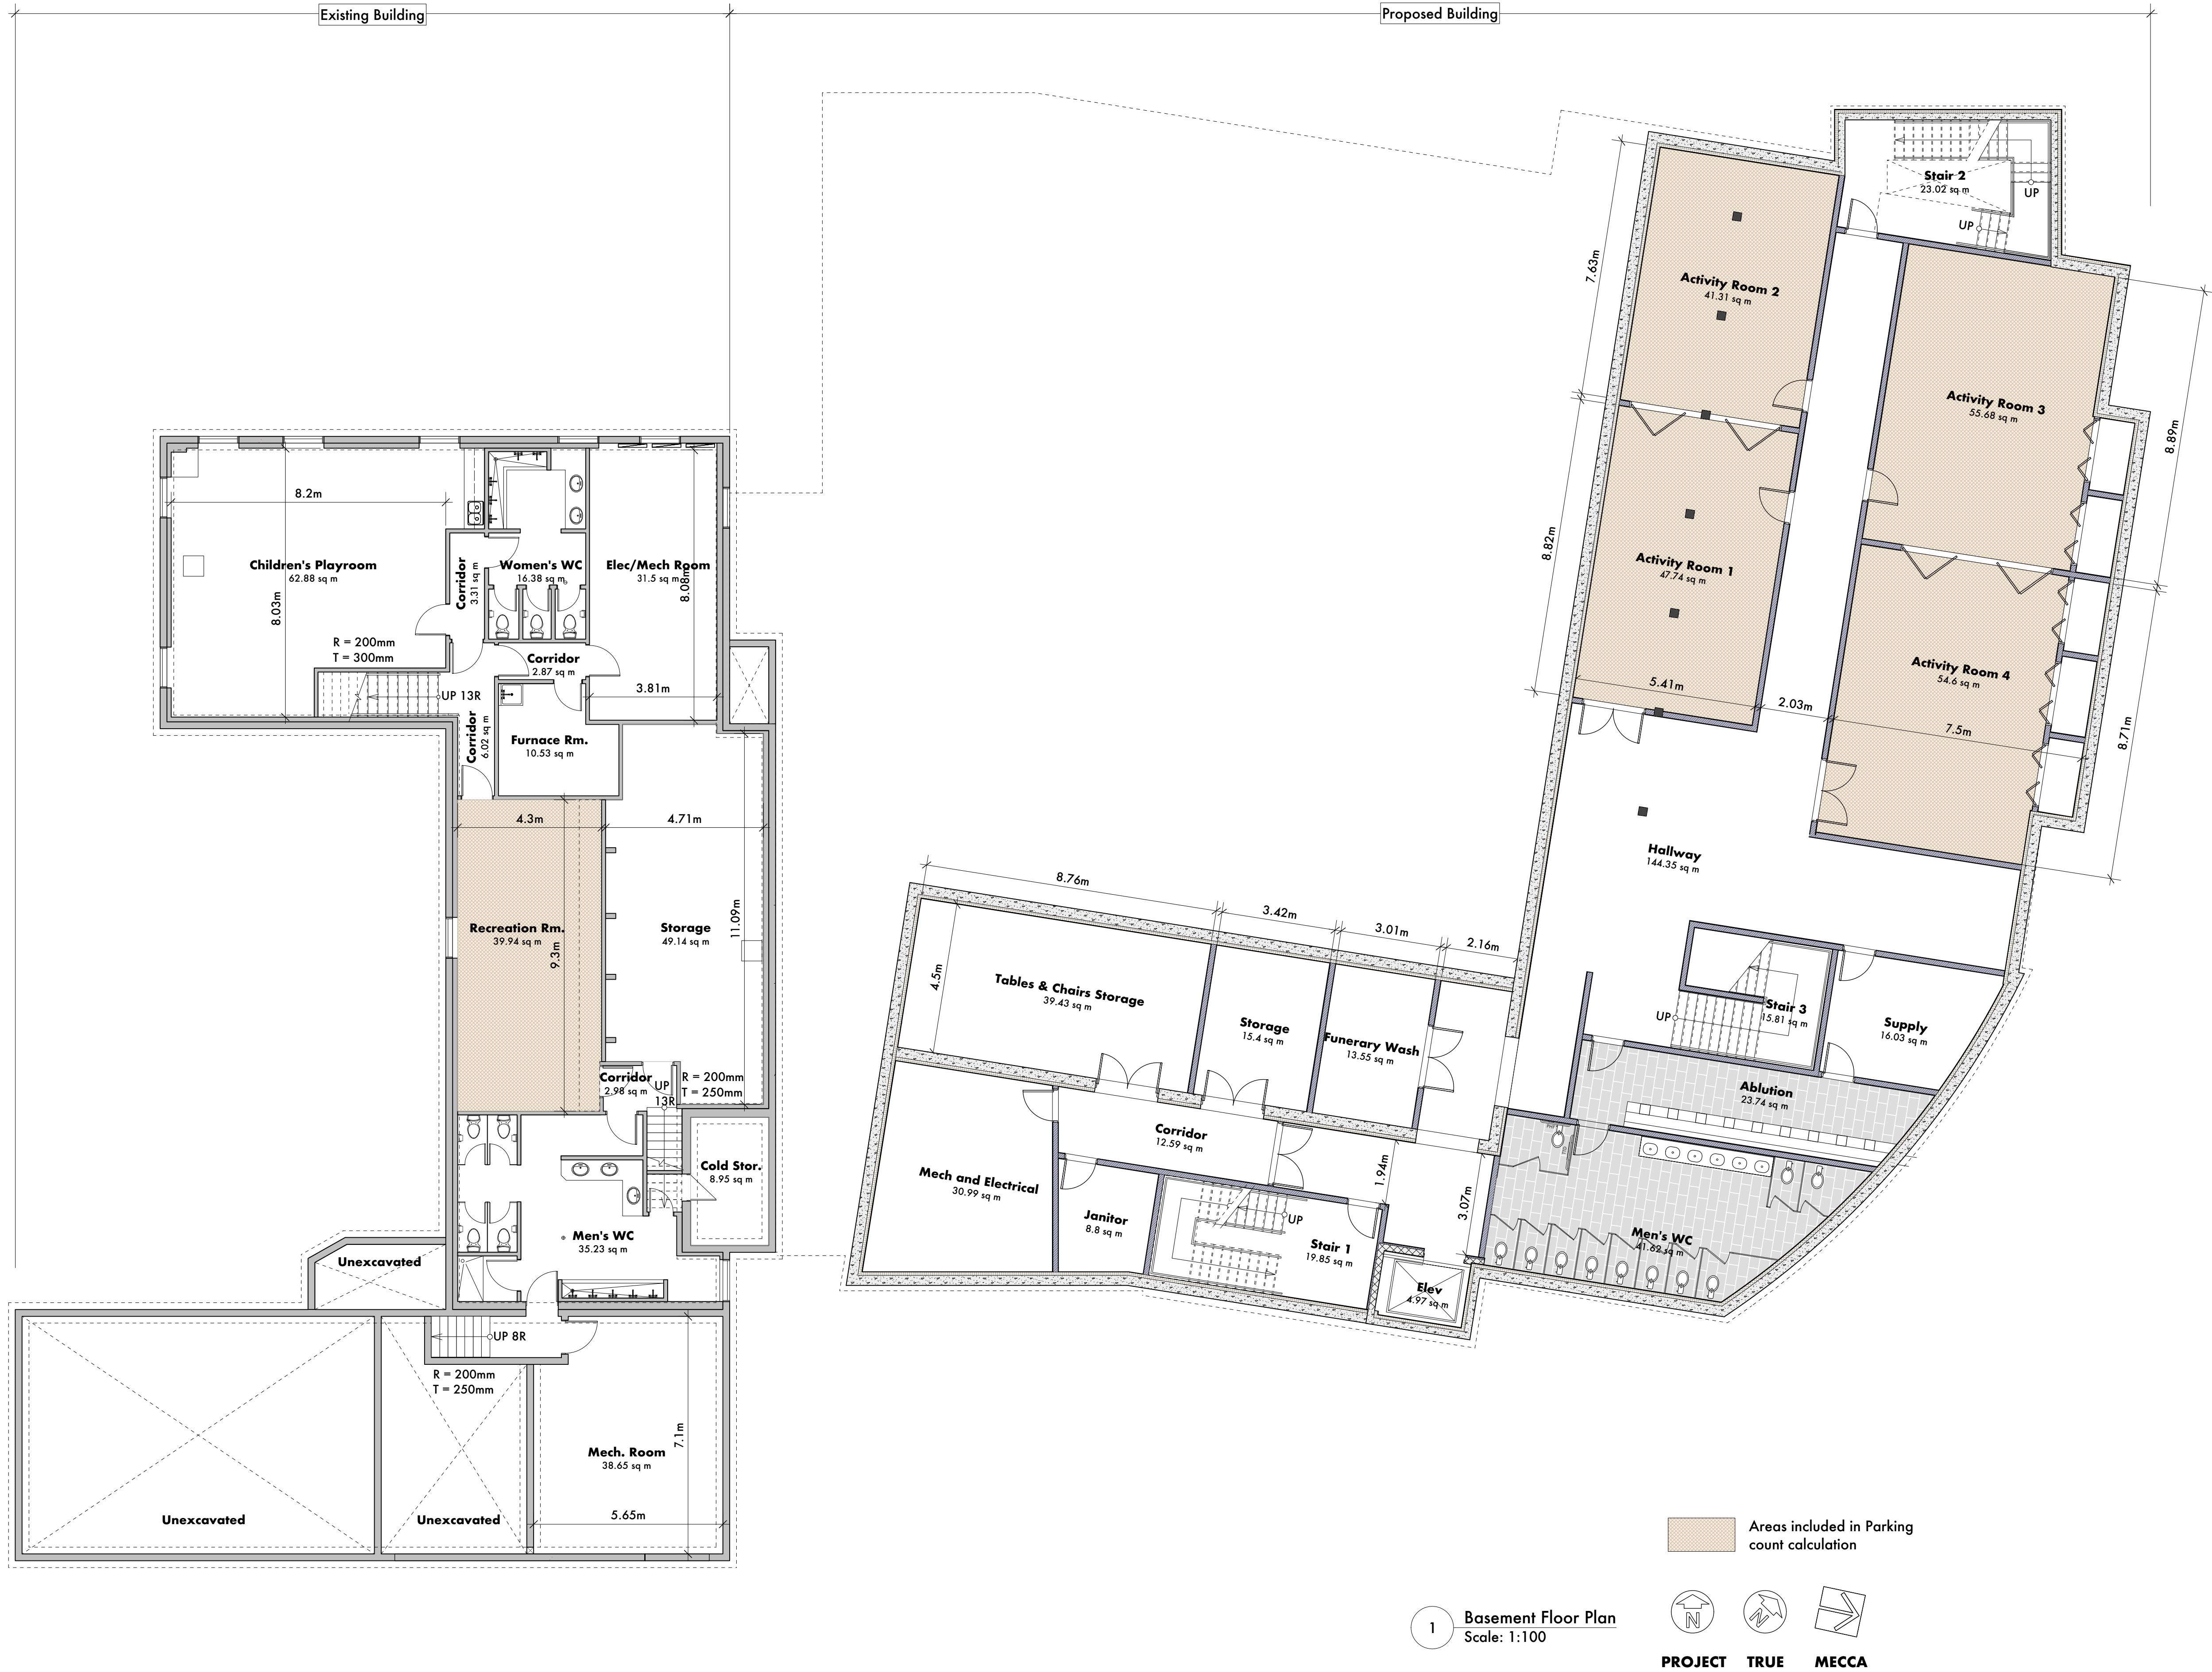 Existing Building
Proposed Building
Stair 2
23.02 sq m
UP
UP
7.63m
Activity Room 2
41.31 sq m
Activity Room 3
55.68 sq m
8.89m
8.2m
Children's Playroom
62.88 sq m
8.03m
Corridor
3.31 sq m
Women's WC
16.38 sq m
Elec/Mech Room
31.5 sq m
8.08m
8.82m
Activity Room 1
47.74 sq m
R = 200mm
T = 300mm
Corridor
2.87 sq m
3.81m
UP 13R
Corridor
6.02 sq m
Furnace Rm.
10.53 sq m
5.41m
2.03m
Activity Room 4
54.6 sq m
7.5m
8.71m
4.3m
4.71m
Hallway
144.35 sq m
Recreation Rm.
39.94 sq m
9.3m
Storage
49.14 sq m
11.09m
8.76m
3.42m
3.01m
2.16m
4.5m
Tables & Chairs Storage
39.43 sq m
Storage
15.4 sq m
Funerary Wash
13.55 sq m
UP
Stair 3
15.81 sq m
Supply
16.03 sq m
Corridor
2.98 sq m
UP
13R
R = 200mm
T = 250mm
Ablution
23.74 sq m
Corridor
12.59 sq m
1.94m
3.07m
Mech and Electrical
30.99 sq m
Janitor
8.8 sq m
UP
Stair 1
19.85 sq m
Elev
4.97 sq m
Men's WC
41.62 sq m
Cold Stor.
8.95 sq m
Men's WC
35.23 sq m
Unexcavated
UP 8R
R = 200mm
T = 250mm
Mech. Room
38.65 sq m
7.1m
5.65m
Unexcavated
Unexcavated
Areas included in Parking
count calculation
1
Basement Floor Plan
Scale: 1:100
N
N
PROJECT
TRUE
MECCA